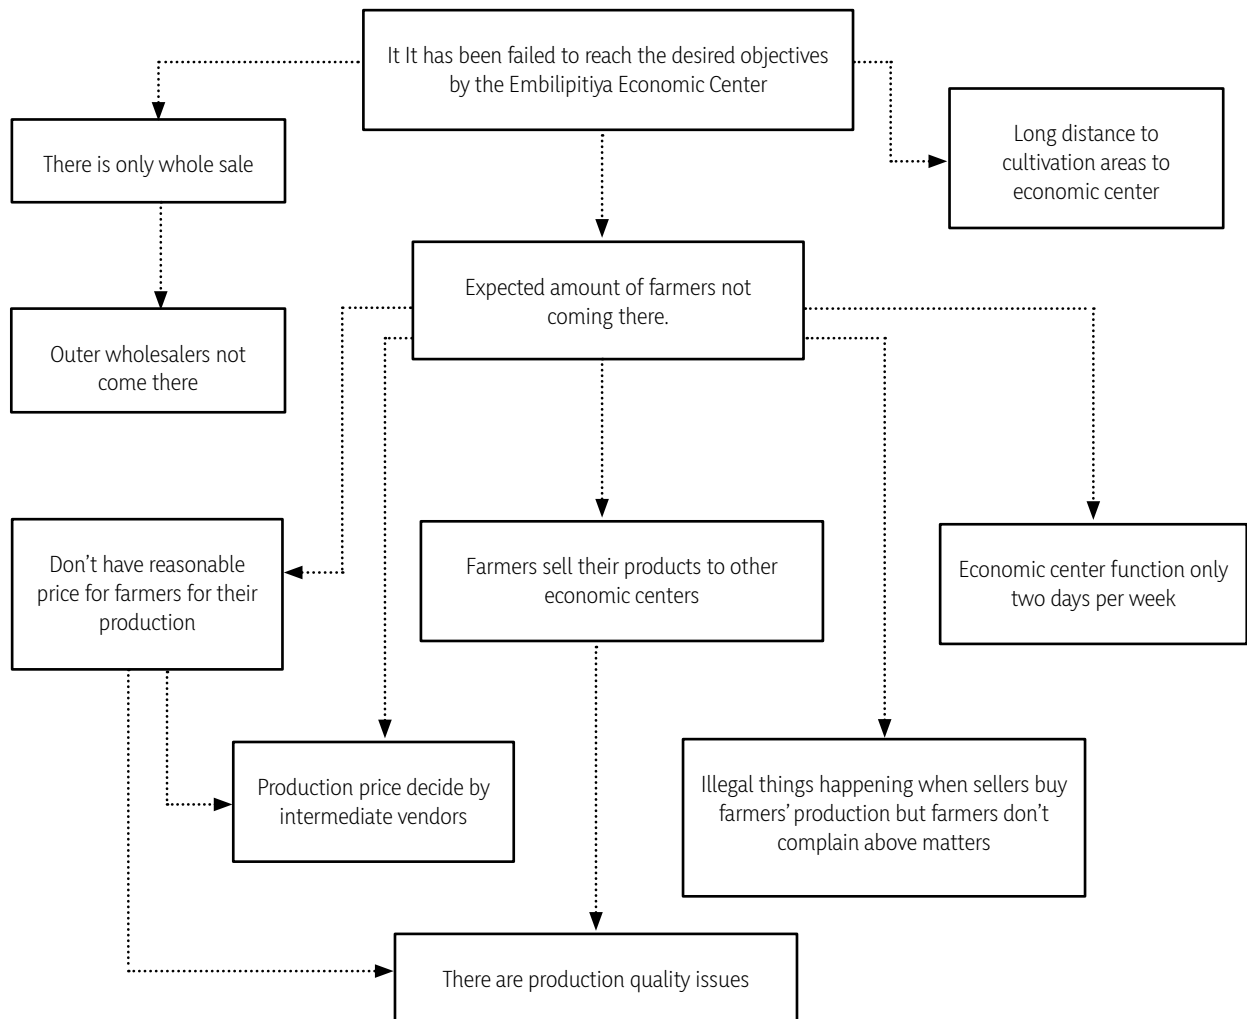 It It has been failed to reach the desired objectives
by the Embilipitiya Economic Center
There is only whole sale
Long distance to
cultivation areas to
economic center
Expected amount of farmers not
coming there.
Outer wholesalers not
come there
Don’t have reasonable
price for farmers for their
production
Farmers sell their products to other
economic centers
Economic center function only
two days per week
Production price decide by
intermediate vendors
Illegal things happening when sellers buy
farmers’ production but farmers don’t
complain above matters
There are production quality issues